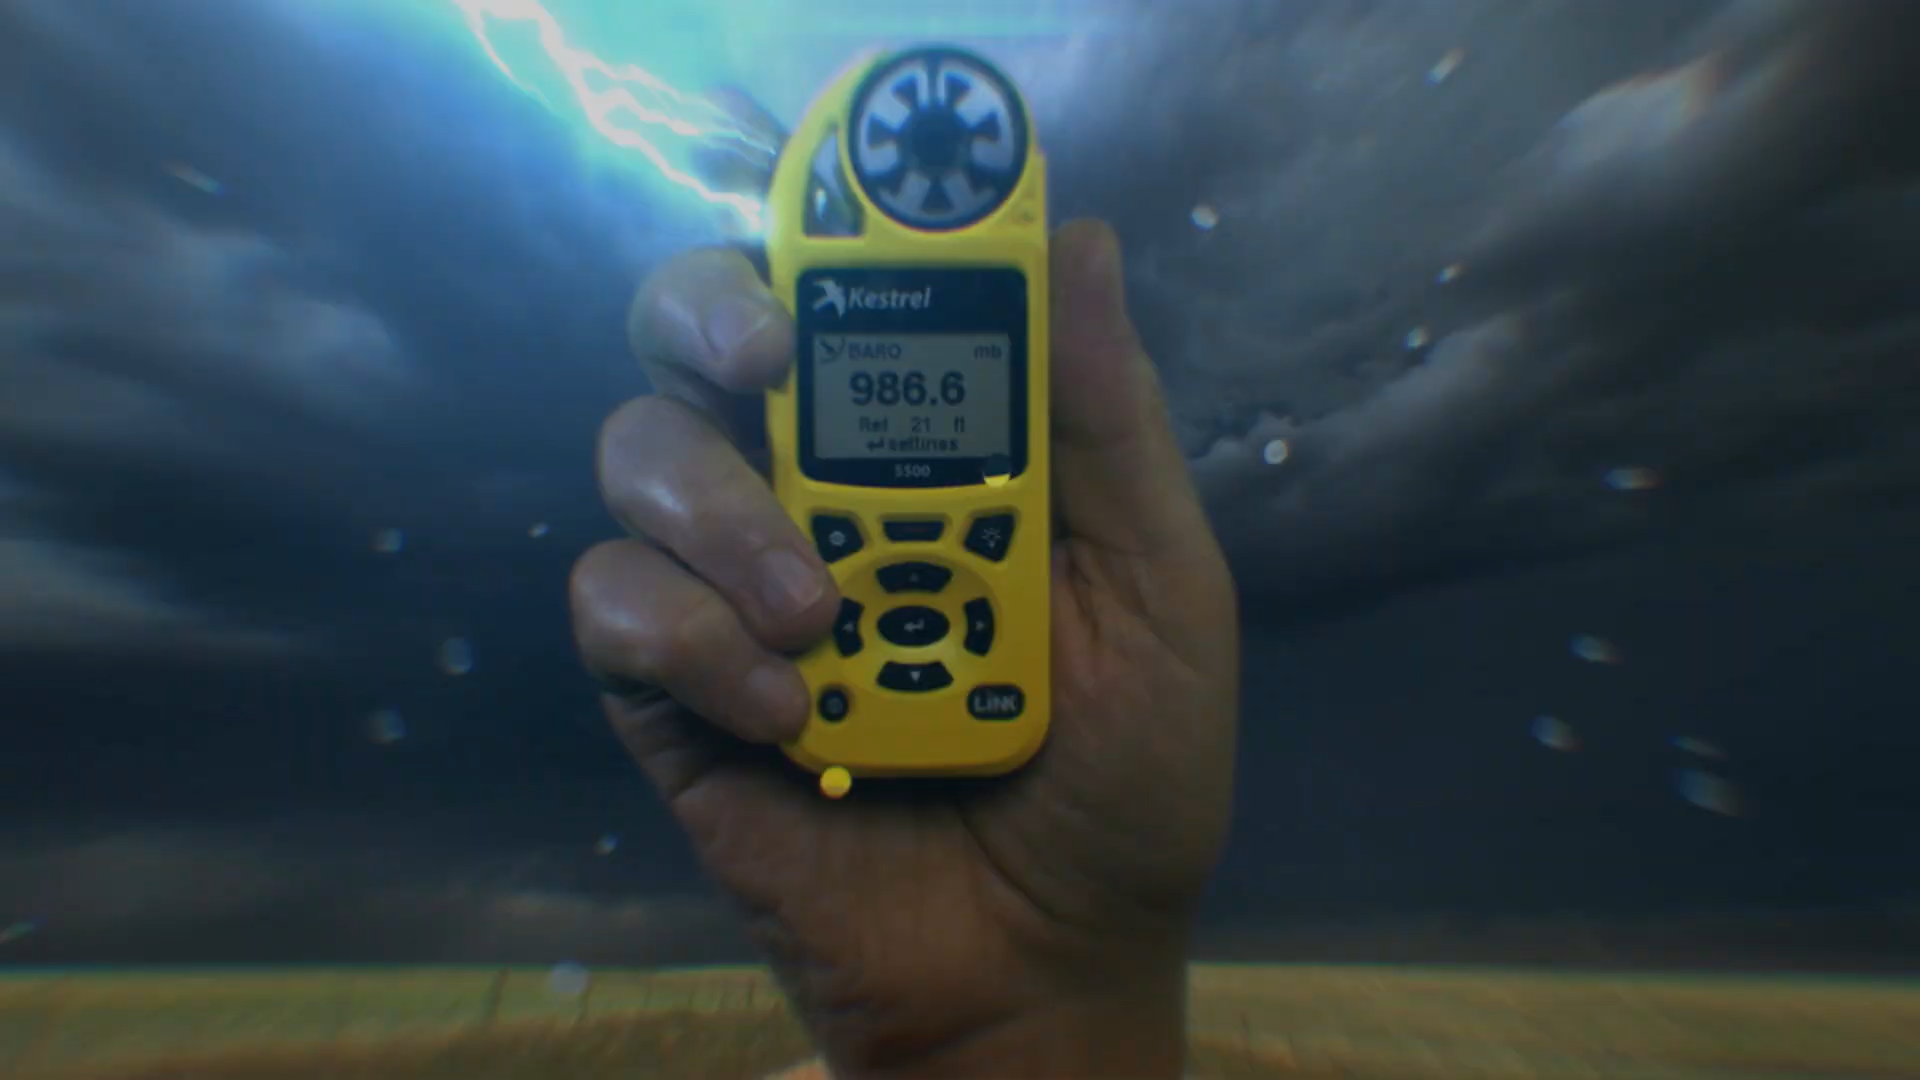 Kestrel
BARO mb
986.6
Ref 21 ft
↵ settings
5500
LiNK